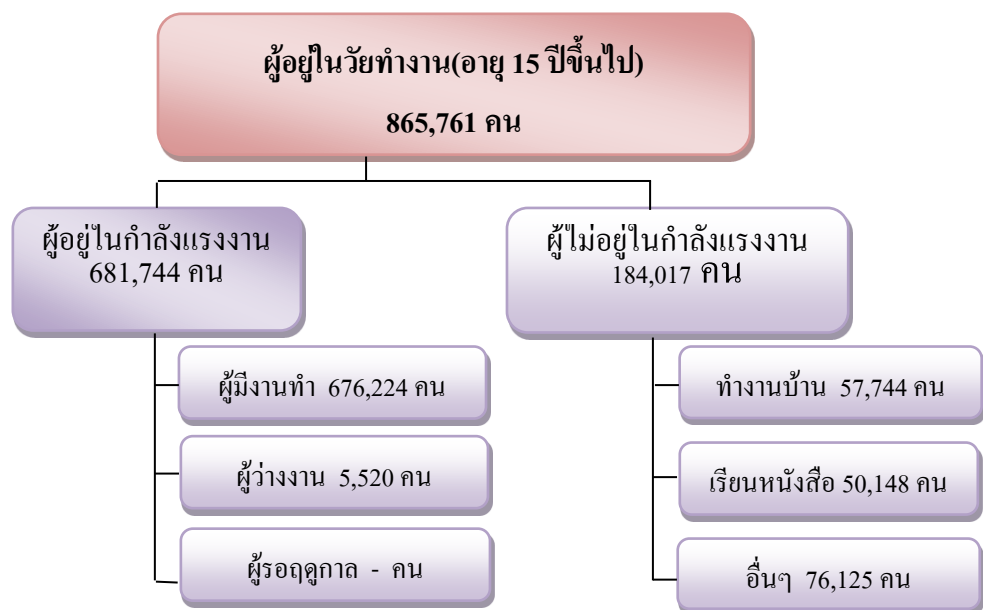 ผู้อยู่ในวัยทำงาน(อายุ 15 ปีขึ้นไป)
865,761 คน
ผู้อยู่ในกำลังแรงงาน
681,744 คน
ผู้มีงานทำ 676,224 คน
ผู้ว่างงาน 5,520 คน
ผู้รอฤดูกาล - คน
ผู้ไม่อยู่ในกำลังแรงงาน
184,017 คน
ทำงานบ้าน 57,744 คน
เรียนหนังสือ 50,148 คน
อื่นๆ 76,125 คน